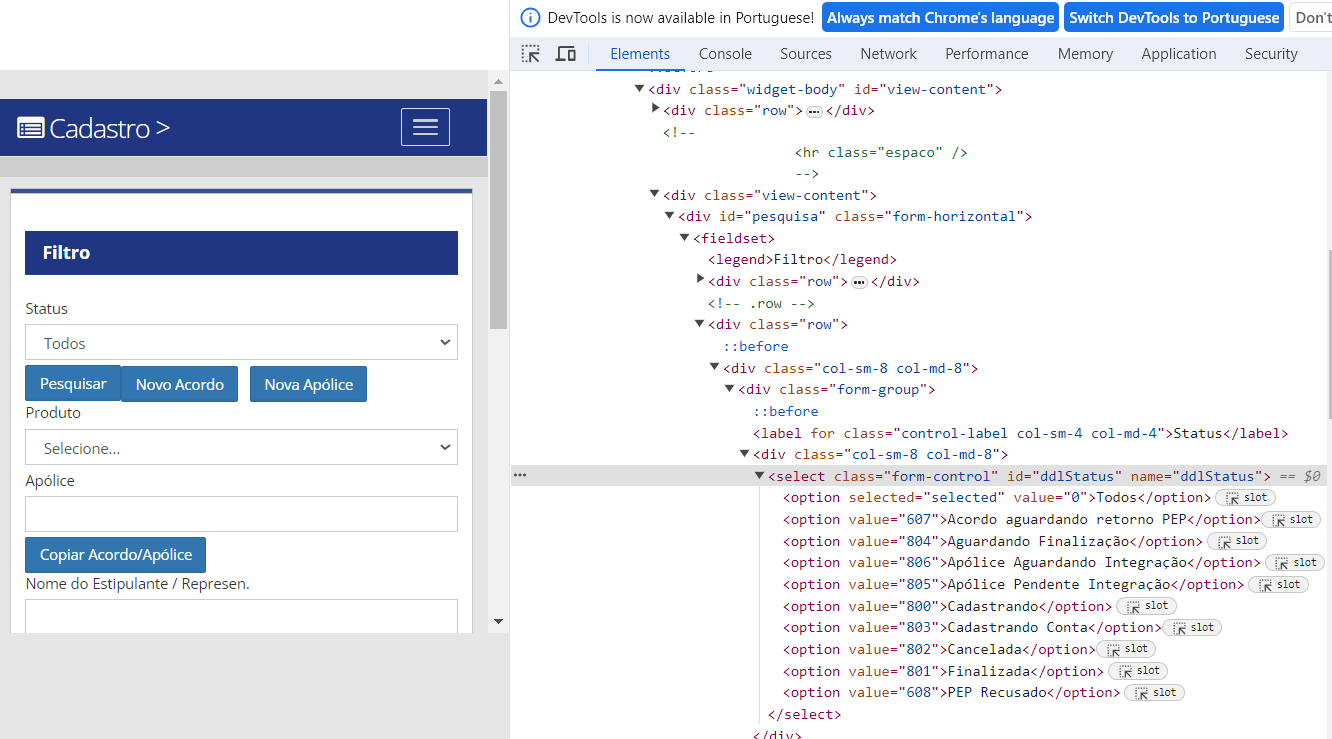 DevTools is now available in Portuguese! Always match Chrome's language Switch DevTools to Portuguese Don't
Elements Console Sources Network Performance Memory Application Security
Cadastro >
Filtro
Status
Todos
Pesquisar Novo Acordo Nova Apólice
Produto
Selecione...
Apólice
Copiar Acordo/Apólice
Nome do Estipulante / Represen.
<div class="widget-body" id="view-content">
<div class="row"> ••• </div>
<!--
<hr class="espaco" />
-->
<div class="view-content">
<div id="pesquisa" class="form-horizontal">
<fieldset>
<legend>Filtro</legend>
<div class="row"> ••• </div>
<!-- .row -->
<div class="row">
::before
<div class="col-sm-8 col-md-8">
<div class="form-group">
::before
<label for class="control-label col-sm-4 col-md-4">Status</label>
<div class="col-sm-8 col-md-8">
••• <select class="form-control" id="ddlStatus" name="ddlStatus"> == $0
<option selected="selected" value="0">Todos</option> slot
<option value="607">Acordo aguardando retorno PEP</option> slot
<option value="804">Aguardando Finalização</option> slot
<option value="806">Apólice Aguardando Integração</option> slot
<option value="805">Apólice Pendente Integração</option> slot
<option value="800">Cadastrando</option> slot
<option value="803">Cadastrando Conta</option> slot
<option value="802">Cancelada</option> slot
<option value="801">Finalizada</option> slot
<option value="608">PEP Recusado</option> slot
</select>
</div>